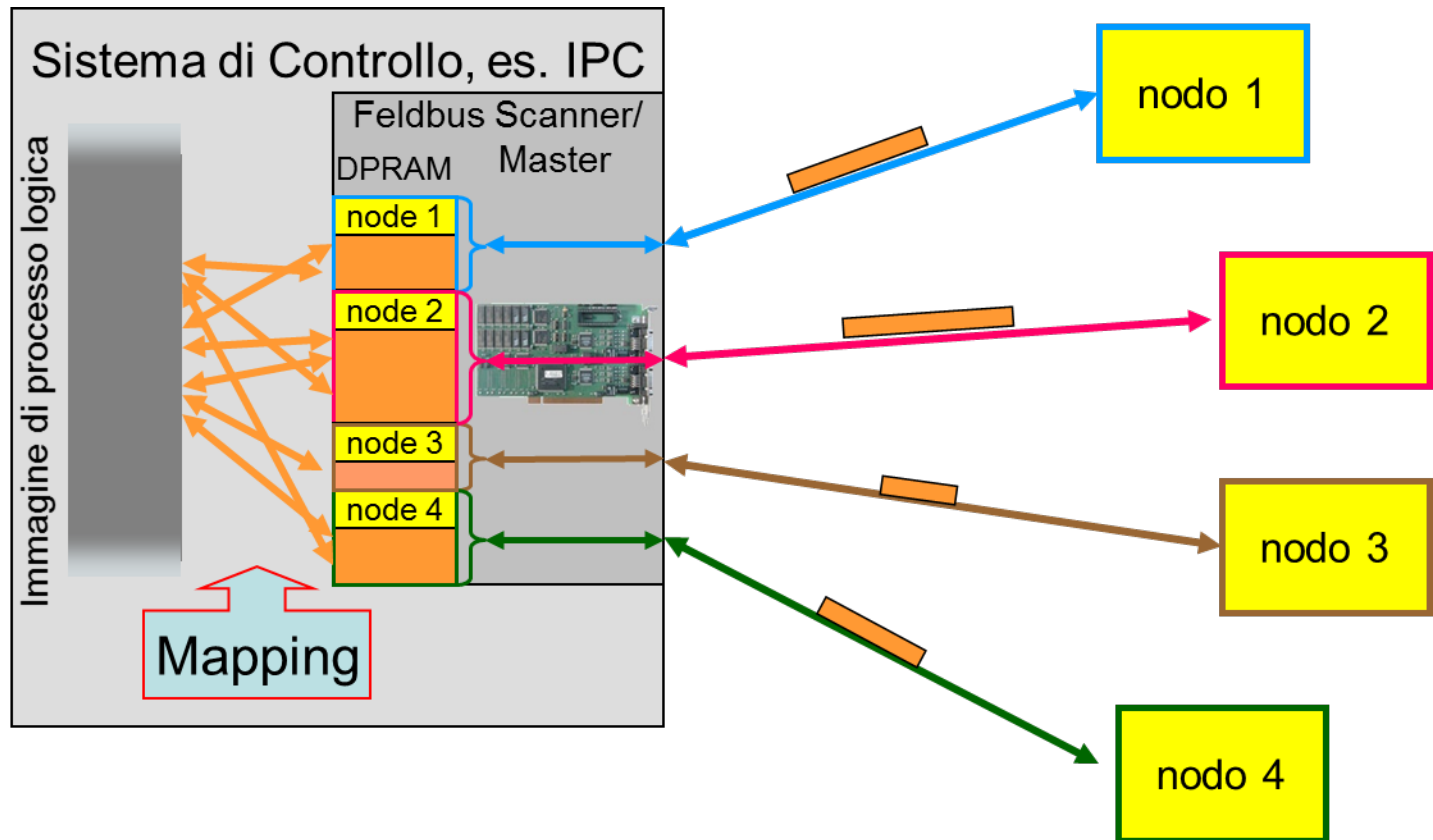 Sistema di Controllo, es. IPC
Immagine di processo logica
Feldbus Scanner/
Master
DPRAM
node 1
node 2
node 3
node 4
Mapping
nodo 1
nodo 2
nodo 3
nodo 4